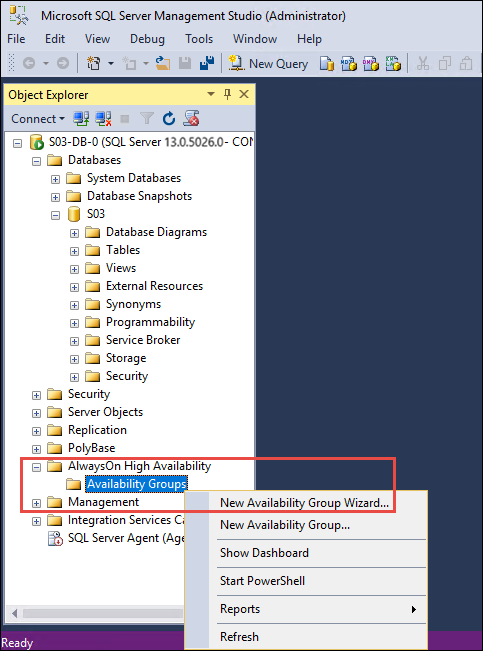 Microsoft SQL Server Management Studio (Administrator)
File Edit View Debug Tools Window Help
New Query
Object Explorer
Connect
S03-DB-0 (SQL Server 13.0.5026.0 - CON
Databases
System Databases
Database Snapshots
S03
Database Diagrams
Tables
Views
External Resources
Synonyms
Programmability
Service Broker
Storage
Security
Security
Server Objects
Replication
PolyBase
AlwaysOn High Availability
Availability Groups
Management
New Availability Group Wizard...
Integration Services Ca
New Availability Group...
SQL Server Agent (Age
Show Dashboard
Start PowerShell
Reports
Refresh
Ready